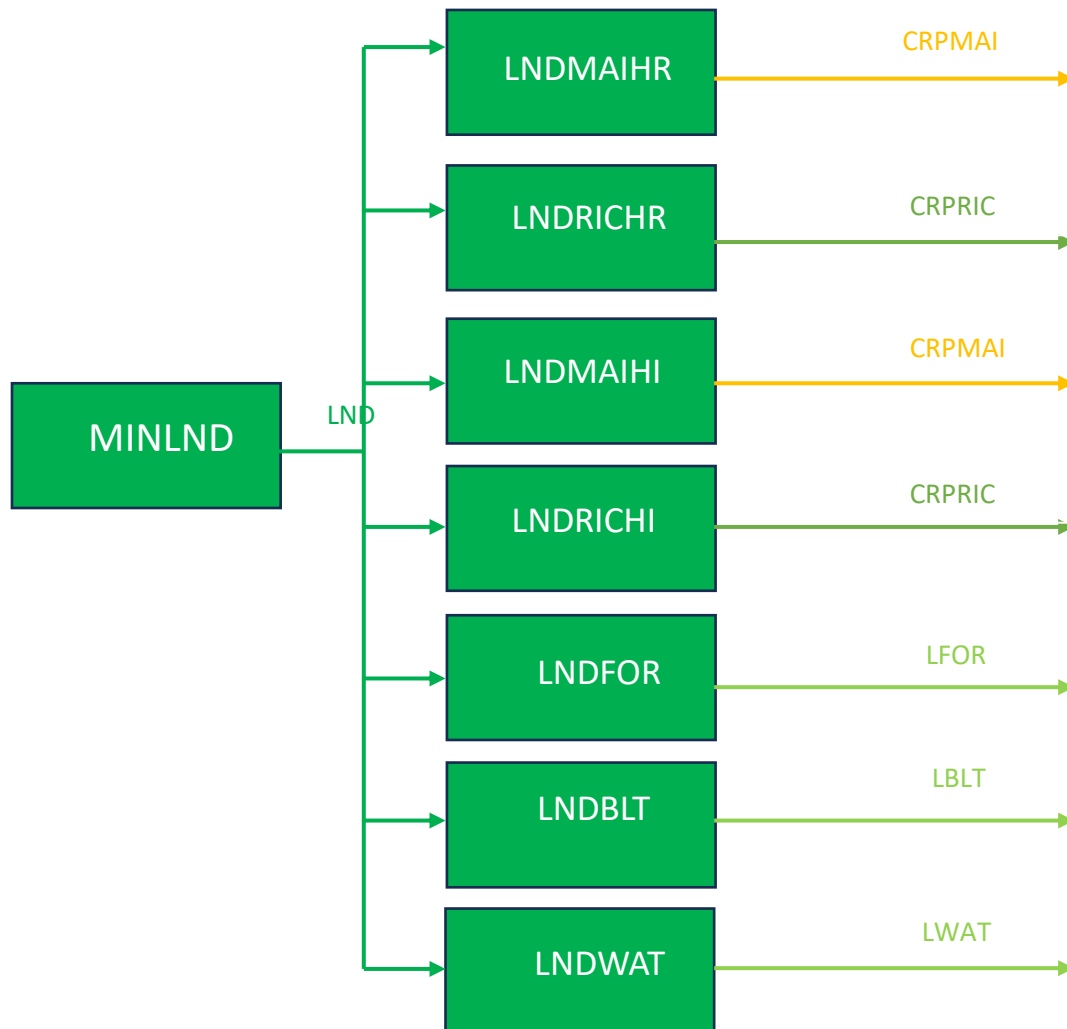 LNDMAIHR
CRPMAI
LNDRICHR
CRPRIC
LNDMAIHI
CRPMAI
MINLND
LND
LNDRICHI
CRPRIC
LNDFOR
LFOR
LNDBLT
LBLT
LNDWAT
LWAT